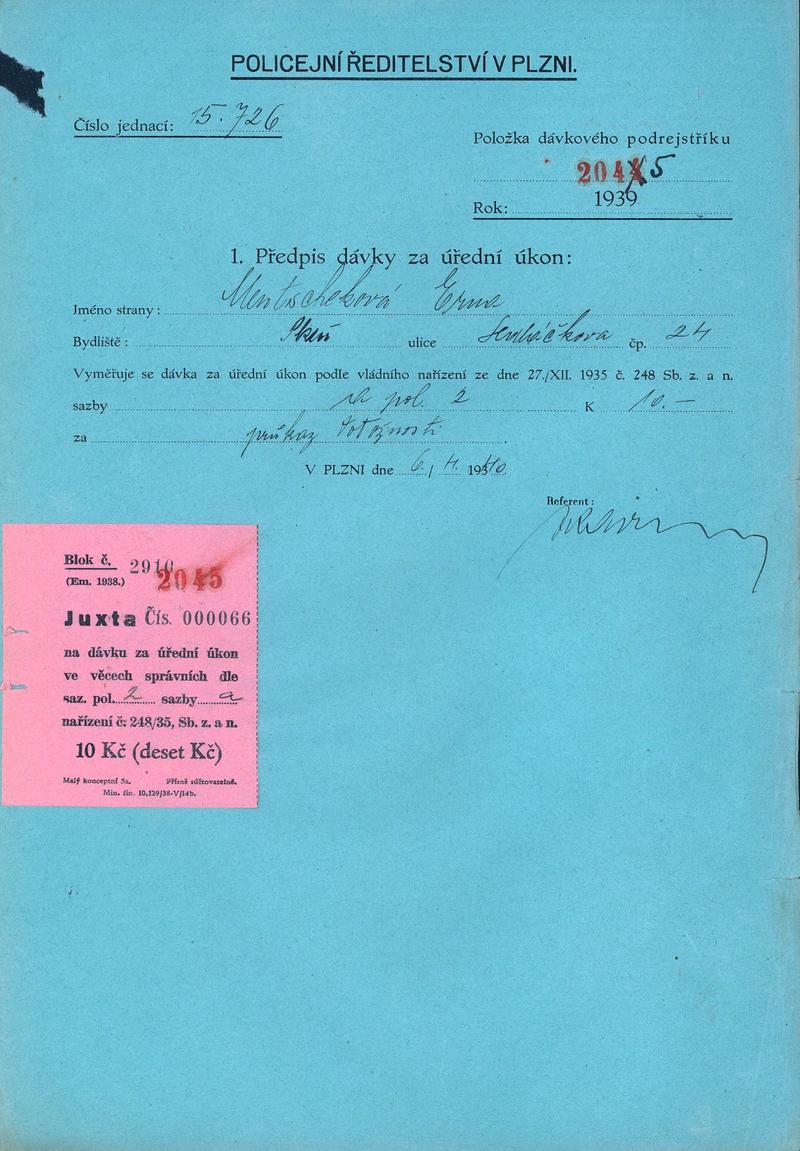 POLICEJNÍ ŘEDITELSTVÍ V PLZNI.
Číslo jednací: 15.726
Položka dávkového podrejstříku
204 5
Rok: 1939
1. Předpis dávky za úřední úkon:
Jméno strany: Mentscheková Erna
Bydliště: Plzeň ulice čp. 24
Vyměřuje se dávka za úřední úkon podle vládního nařízení ze dne 27./XII. 1935 č. 248 Sb. z. a n.
sazby a pol. 2 K 10.-
za průkaz totožnosti.
V PLZNI dne 6./ 1940
Referent:
Blok č. 2910
2045
(Em. 1938.)
Juxta Čís. 000066
na dávku za úřední úkon
ve věcech správních dle
saz. pol. 2 sazby a
nařízení č. 248/35, Sb. z. a n.
10 Kč (deset Kč)
Malý konceptní 5a. Přísně súčtovatelné.
Min. fin. 10.129/38-V/14b.